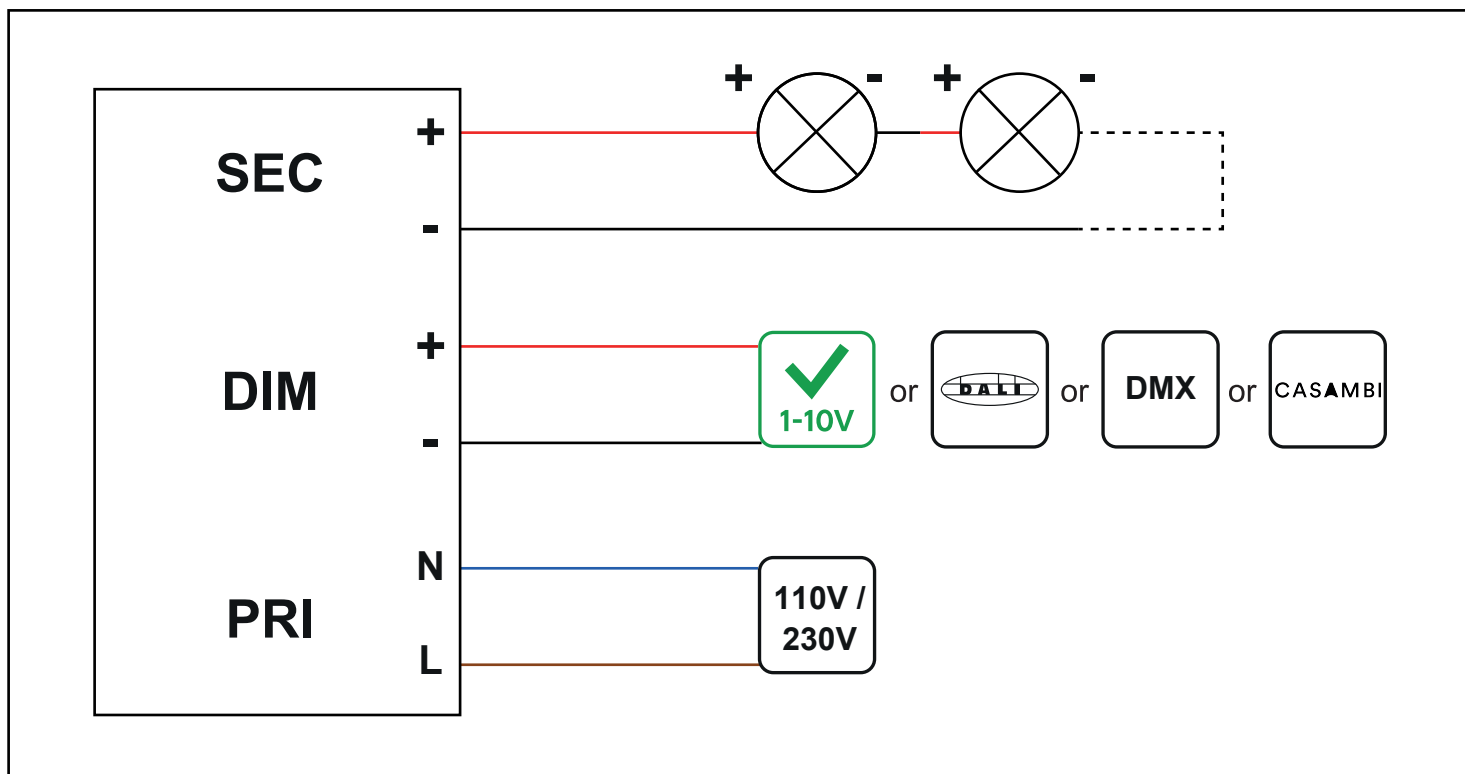 + - + -
+
SEC
-
+
DIM
-
1-10V or DALI or DMX or CASAMBI
N
PRI
L
110V /
230V